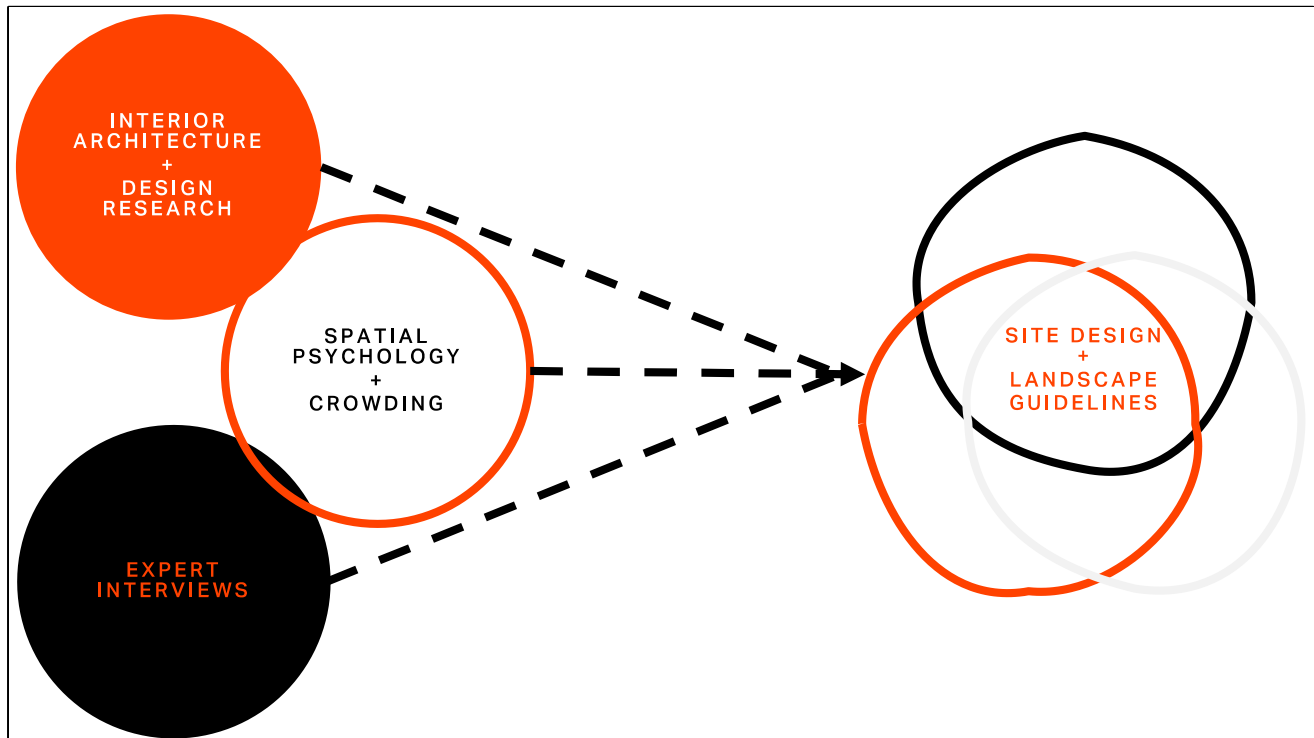 INTERIOR
ARCHITECTURE
+
DESIGN
RESEARCH
SPATIAL
PSYCHOLOGY
+
CROWDING
EXPERT
INTERVIEWS
SITE DESIGN
+
LANDSCAPE
GUIDELINES